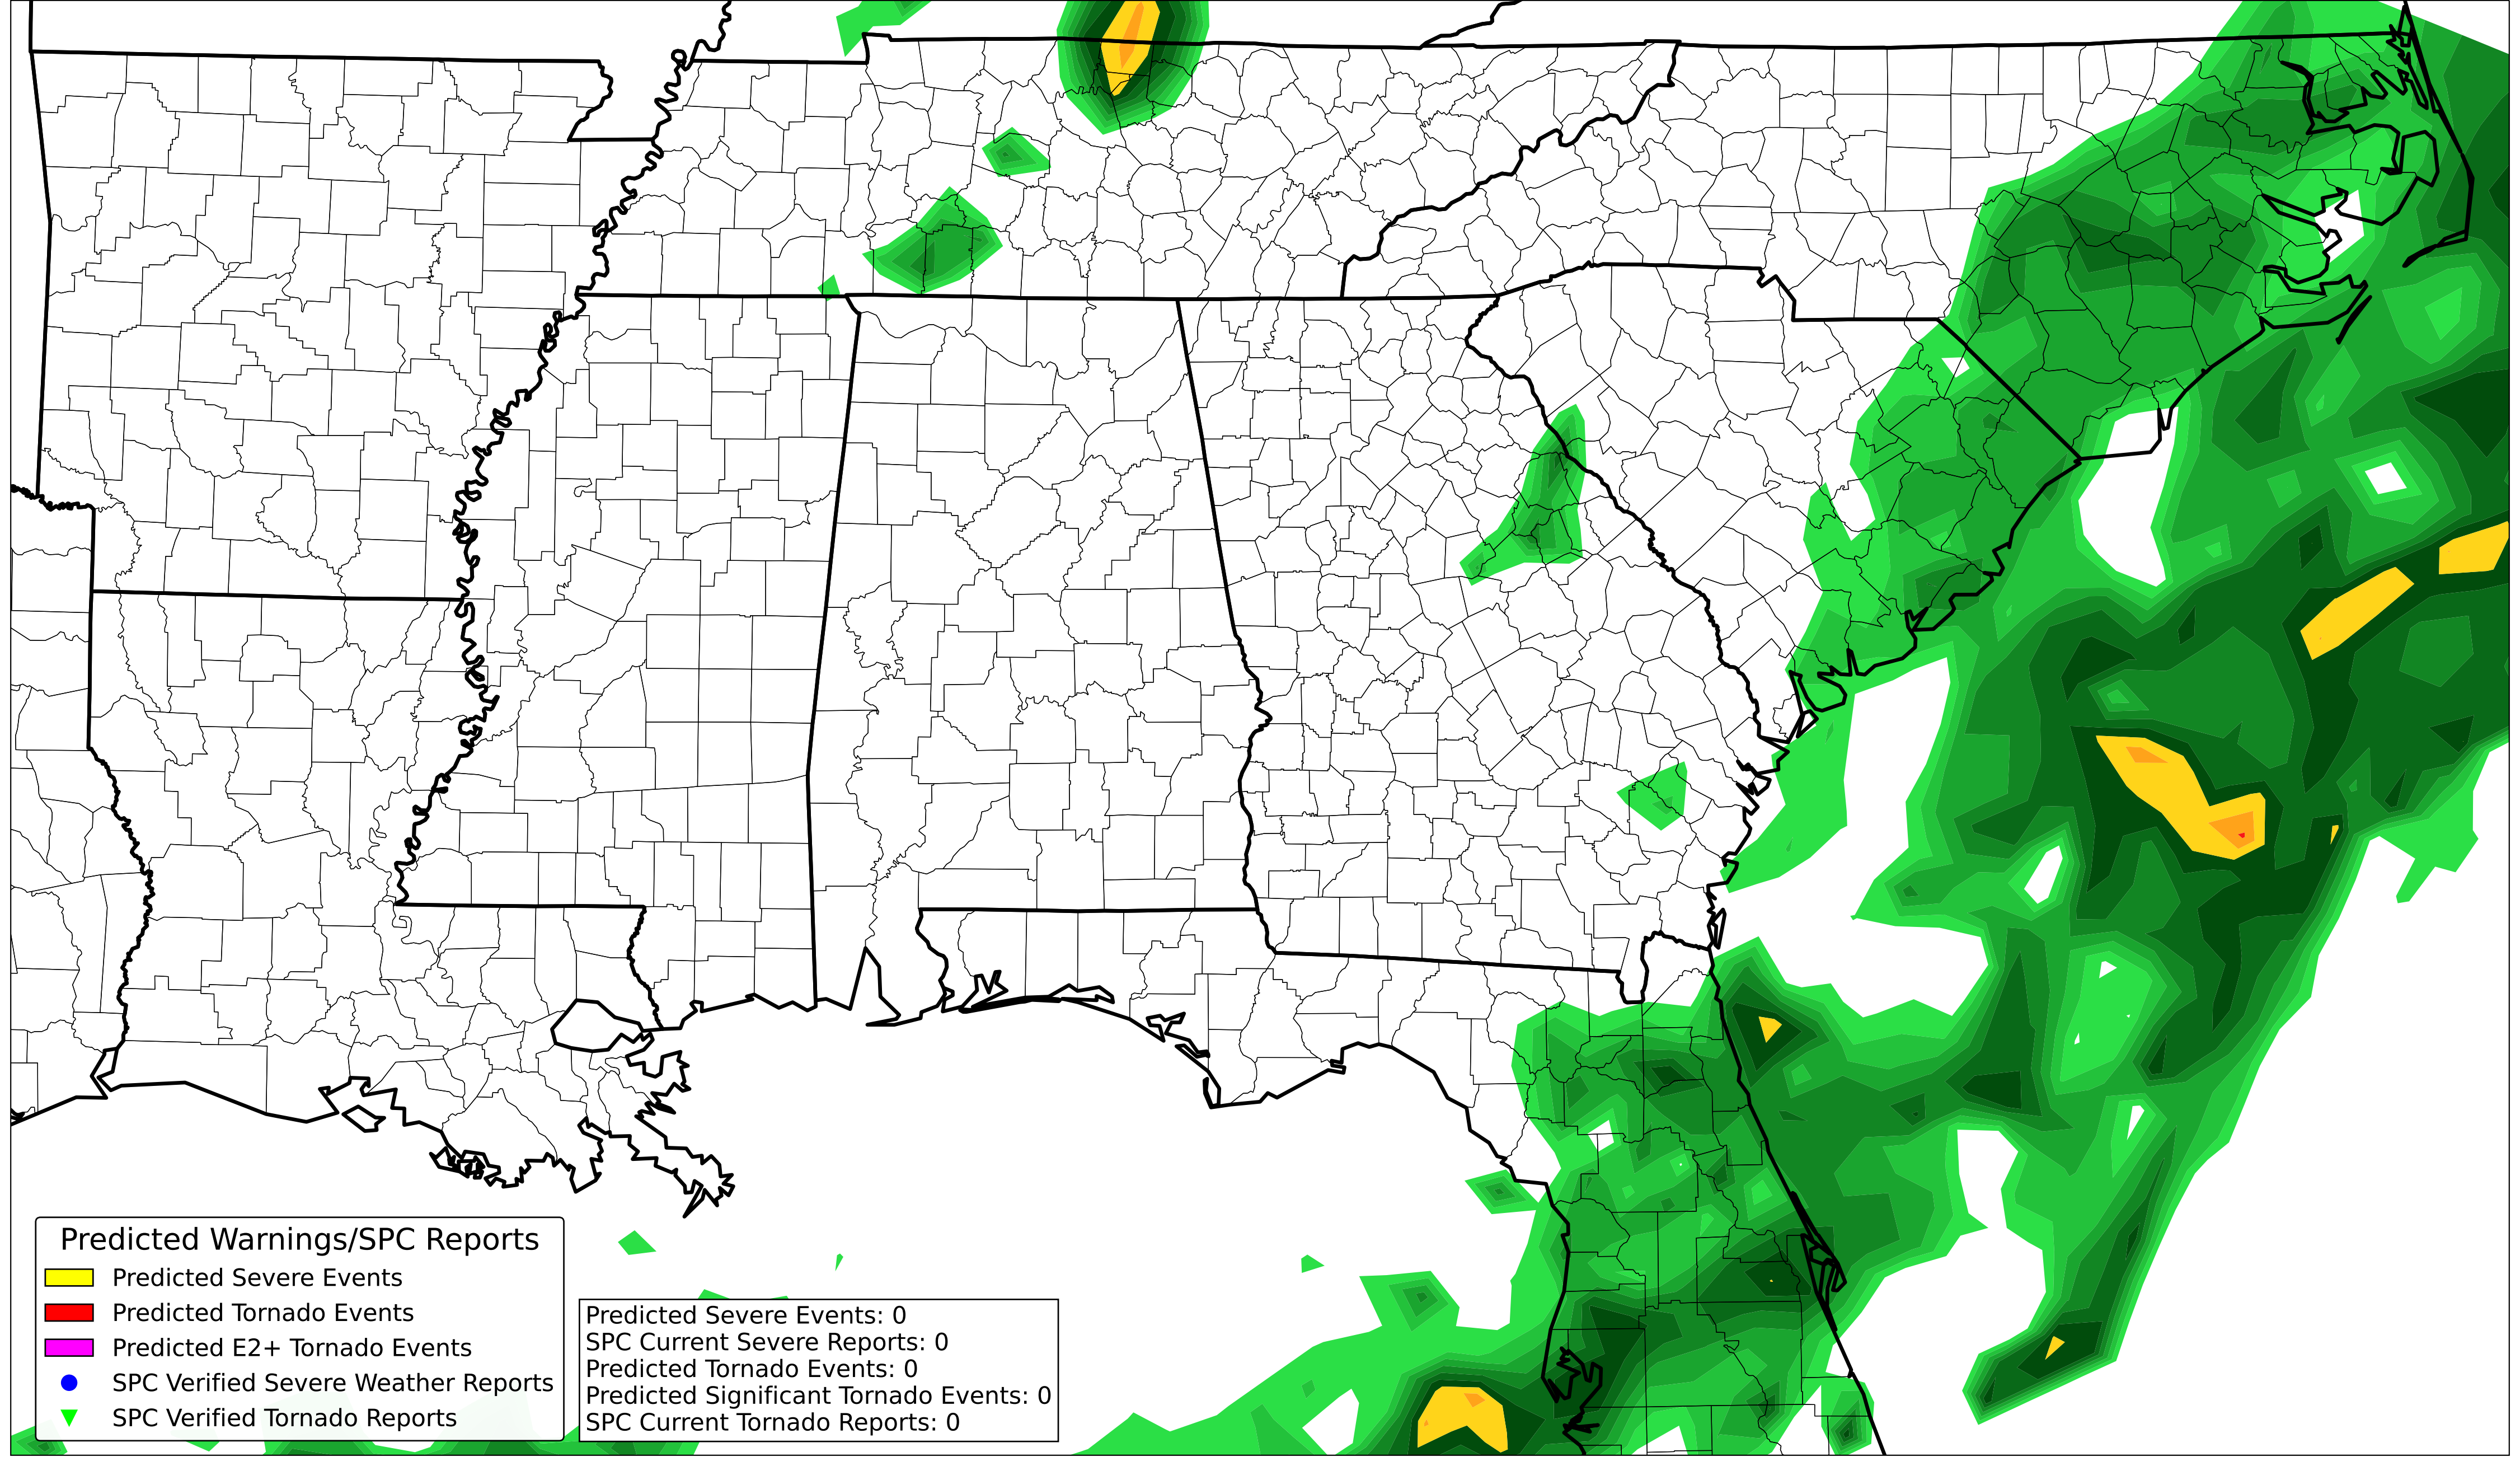 Predicted Warnings/SPC Reports
Predicted Severe Events
Predicted Tornado Events
Predicted E2+ Tornado Events
SPC Verified Severe Weather Reports
SPC Verified Tornado Reports
Predicted Severe Events: 0
SPC Current Severe Reports: 0
Predicted Tornado Events: 0
Predicted Significant Tornado Events: 0
SPC Current Tornado Reports: 0